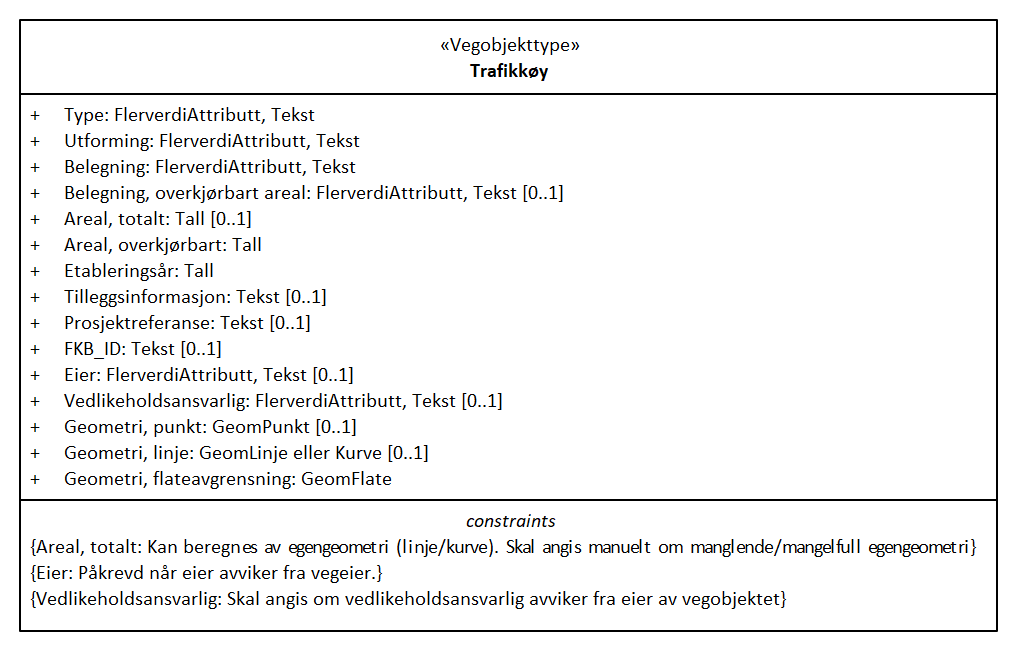 «Vegobjekttype»
Trafikkøy
+ Type: FlerverdiAttributt, Tekst
+ Utforming: FlerverdiAttributt, Tekst
+ Belegning: FlerverdiAttributt, Tekst
+ Belegning, overkjørbart areal: FlerverdiAttributt, Tekst [0..1]
+ Areal, totalt: Tall [0..1]
+ Areal, overkjørbart: Tall
+ Etableringsår: Tall
+ Tilleggsinformasjon: Tekst [0..1]
+ Prosjektreferanse: Tekst [0..1]
+ FKB_ID: Tekst [0..1]
+ Eier: FlerverdiAttributt, Tekst [0..1]
+ Vedlikeholdsansvarlig: FlerverdiAttributt, Tekst [0..1]
+ Geometri, punkt: GeomPunkt [0..1]
+ Geometri, linje: GeomLinje eller Kurve [0..1]
+ Geometri, flateavgrensning: GeomFlate
constraints
{Areal, totalt: Kan beregnes av egengeometri (linje/kurve). Skal angis manuelt om manglende/mangelfull egengeometri}
{Eier: Påkrevd når eier avviker fra vegeier.}
{Vedlikeholdsansvarlig: Skal angis om vedlikeholdsansvarlig avviker fra eier av vegobjektet}